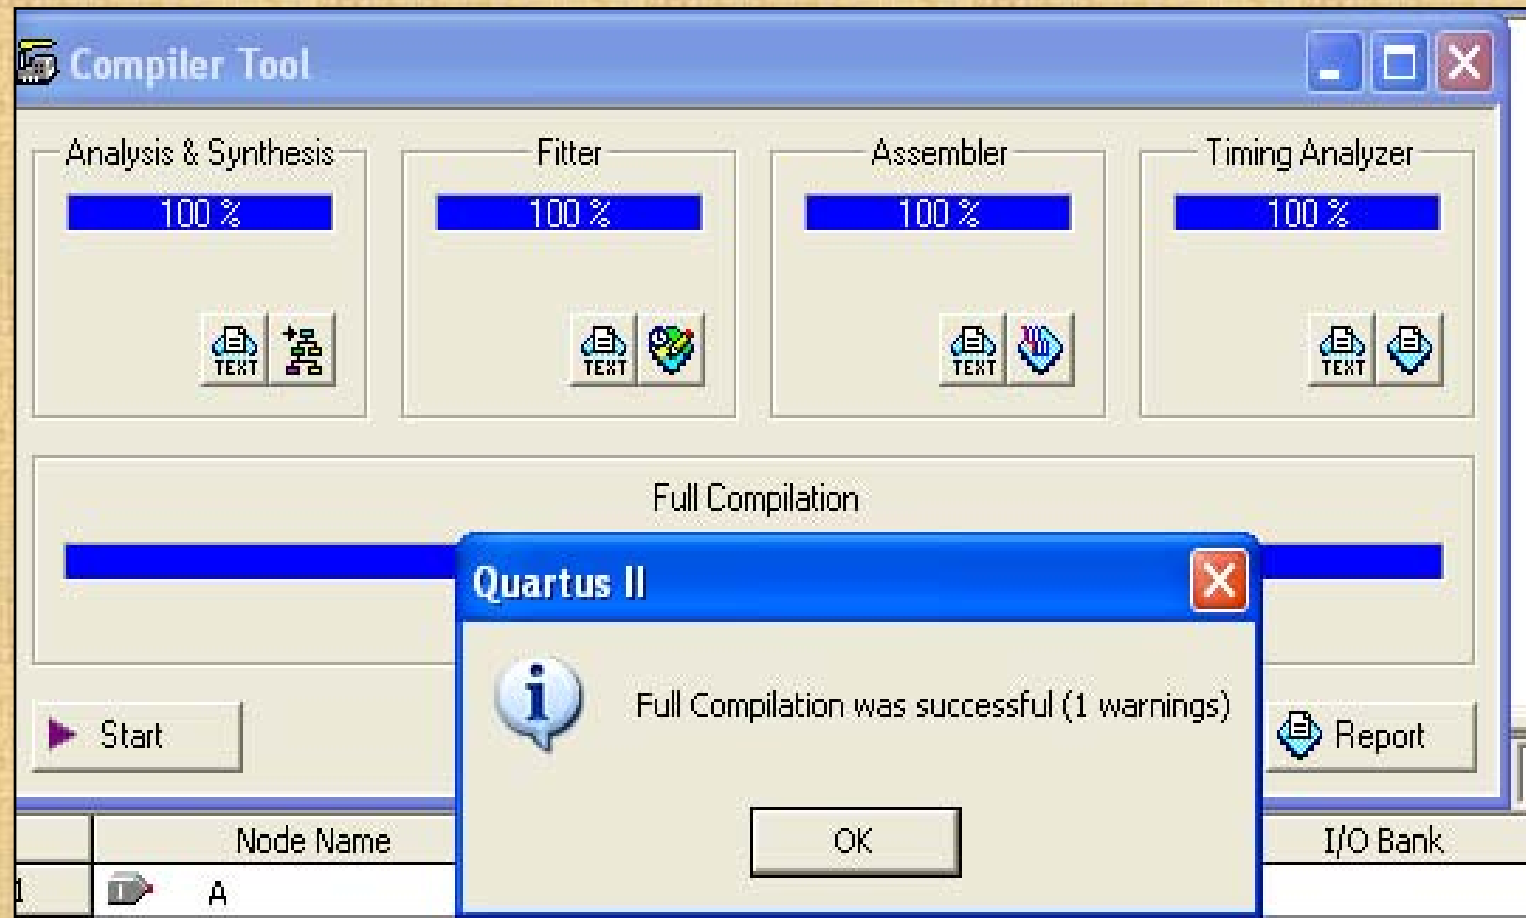 Compiler Tool
Analysis & Synthesis
Fitter
Assembler
Timing Analyzer
100 %
100 %
100 %
100 %
TEXT
TEXT
TEXT
TEXT
Full Compilation
Quartus II
Full Compilation was successful (1 warnings)
Start
Report
OK
Node Name
I/O Bank
1
A